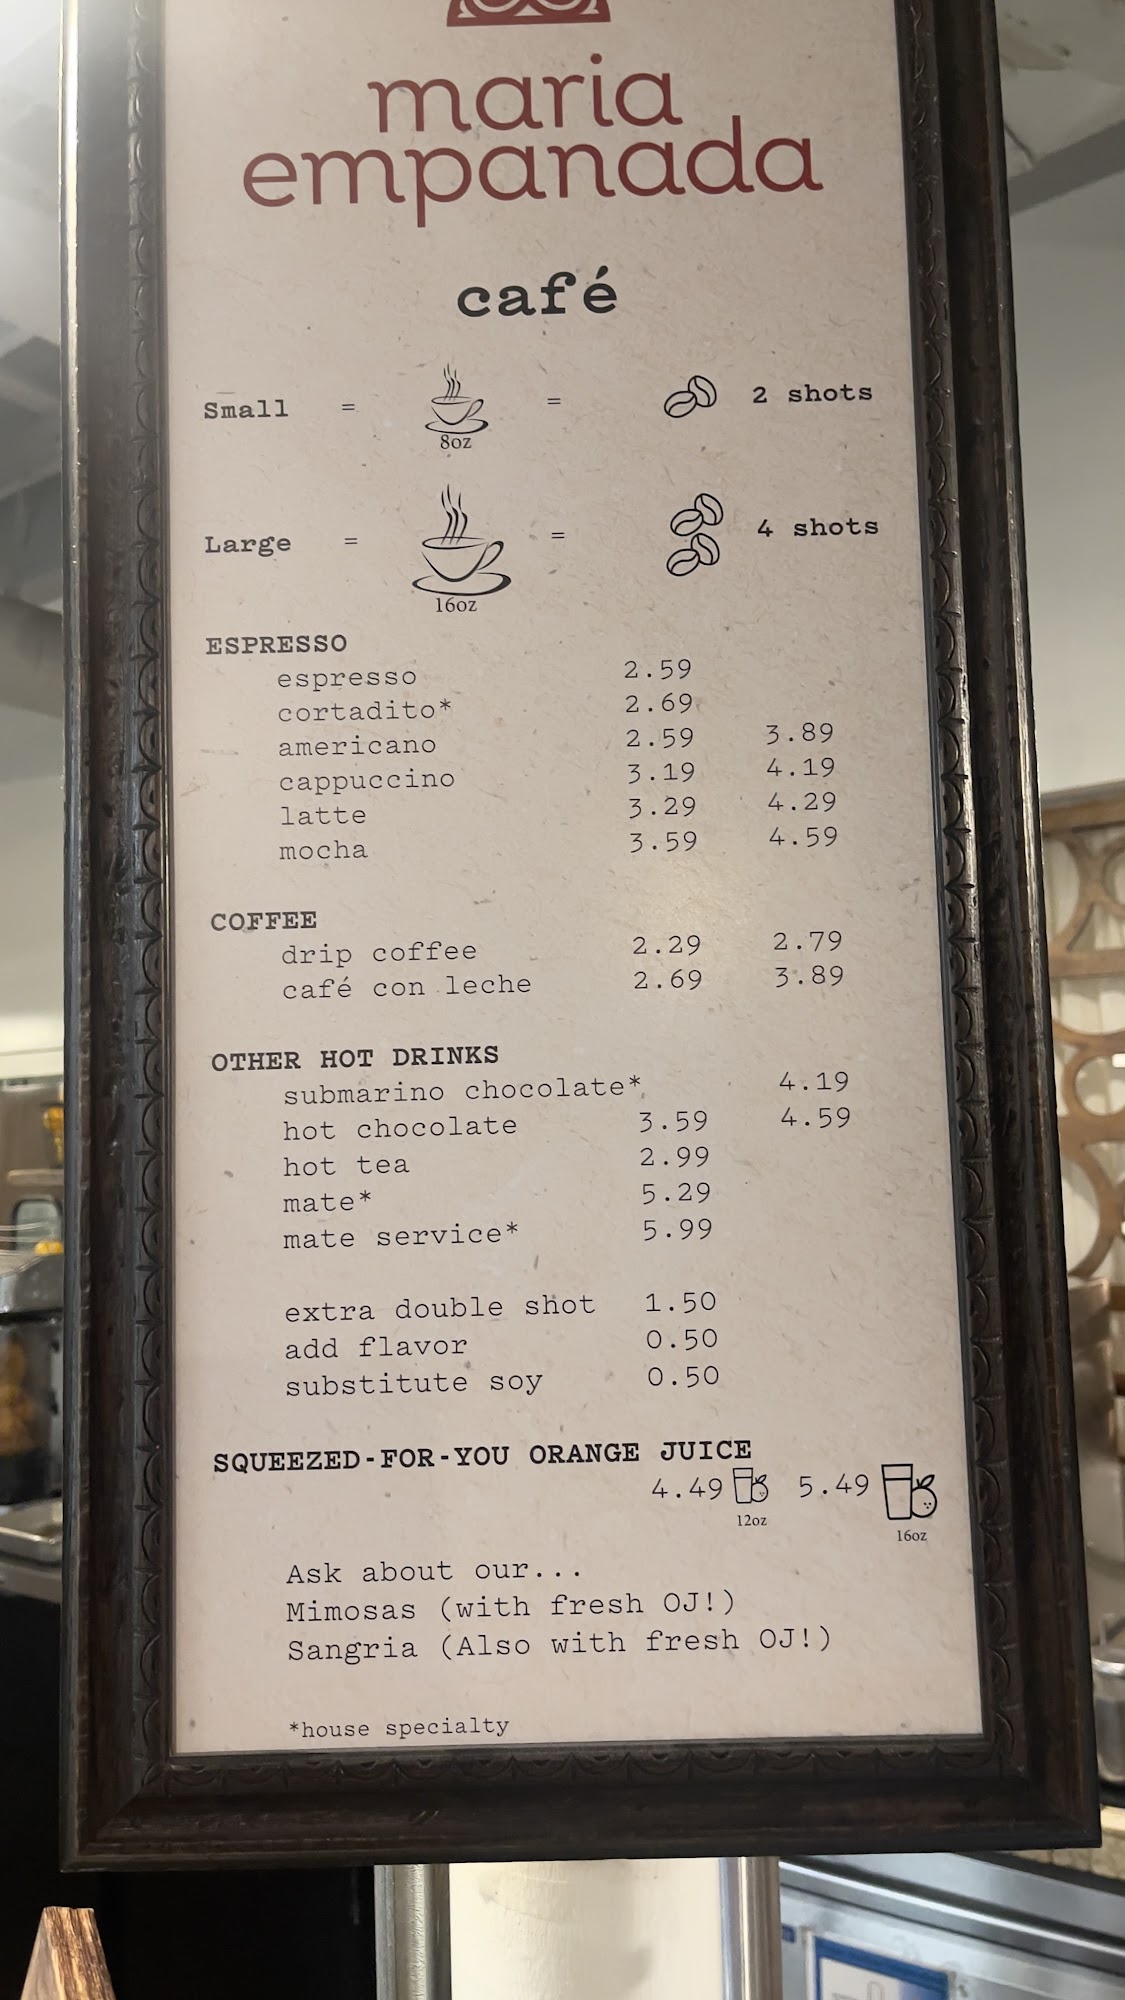 maria
empanada
café
Small = 8oz = 2 shots
Large = 16oz = 4 shots
ESPRESSO
espresso 2.59
cortadito* 2.69
americano 2.59 3.89
cappuccino 3.19 4.19
latte 3.29 4.29
mocha 3.59 4.59
COFFEE
drip coffee 2.29 2.79
café con leche 2.69 3.89
OTHER HOT DRINKS
submarino chocolate* 4.19
hot chocolate 3.59 4.59
hot tea 2.99
mate* 5.29
mate service* 5.99
extra double shot 1.50
add flavor 0.50
substitute soy 0.50
SQUEEZED-FOR-YOU ORANGE JUICE
4.49 12oz 5.49 16oz
Ask about our...
Mimosas (with fresh OJ!)
Sangria (Also with fresh OJ!)
*house specialty